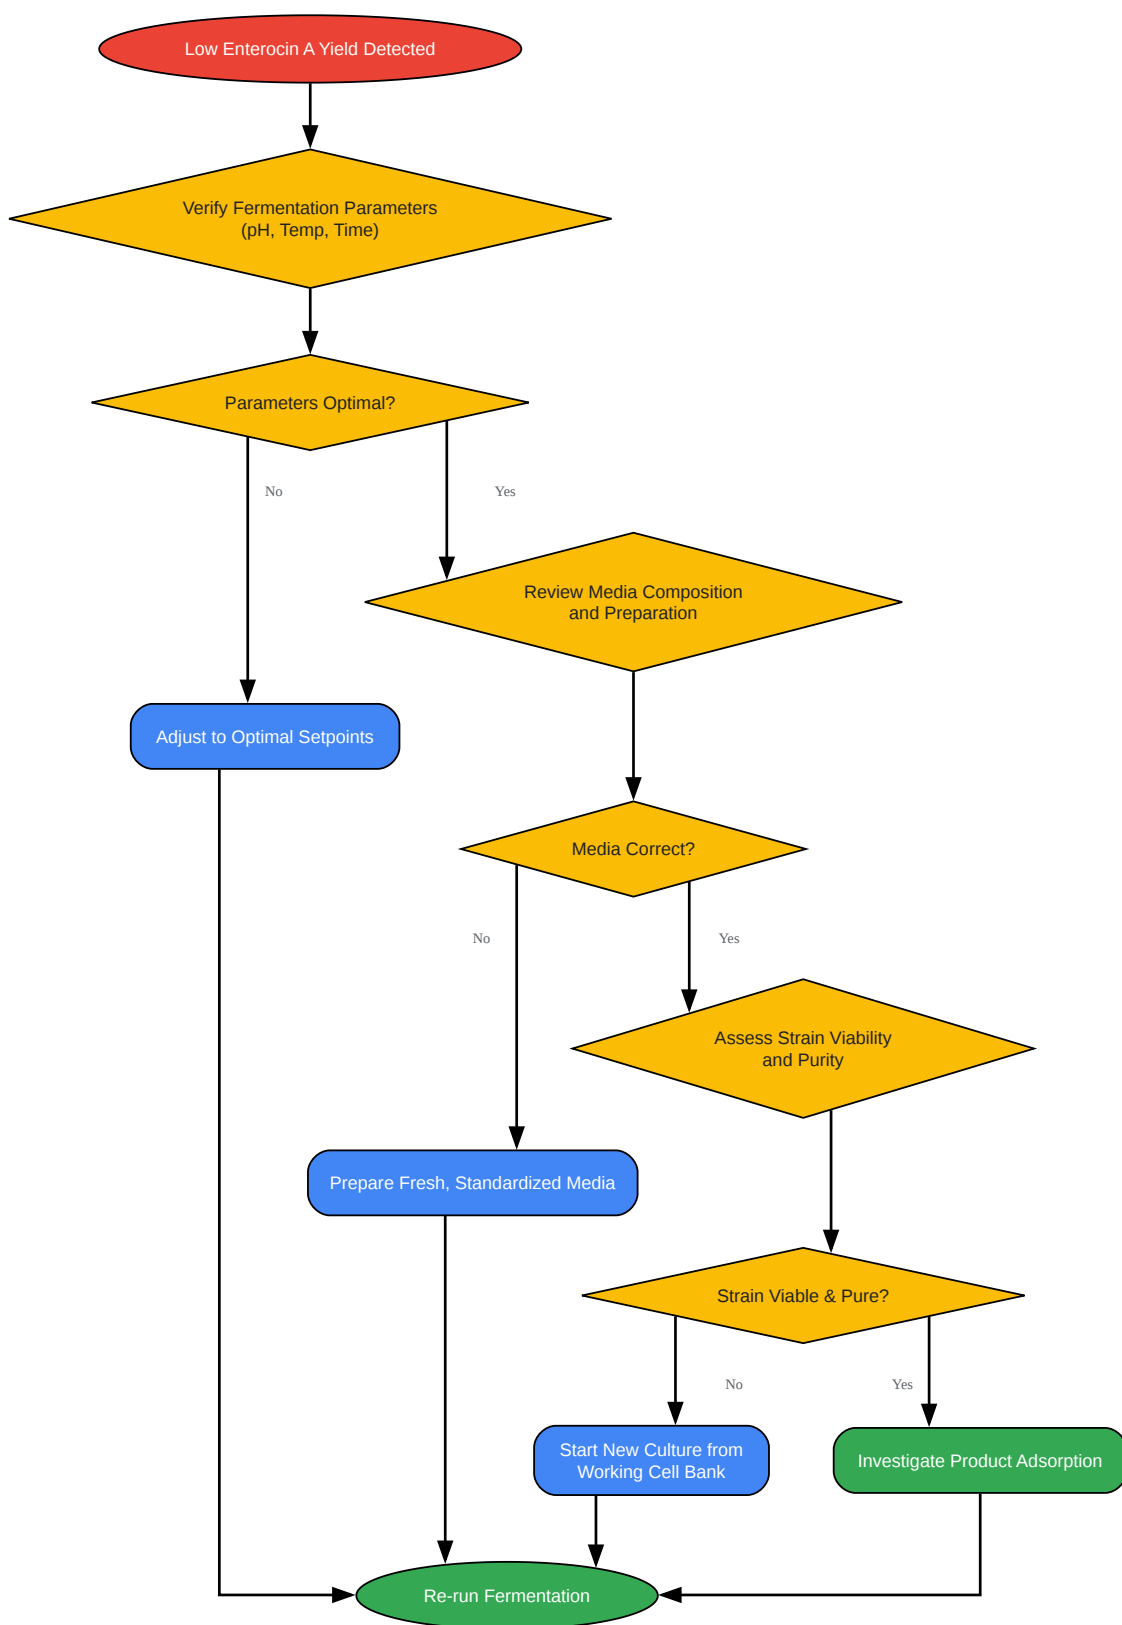 Low Enterocin A Yield Detected
Verify Fermentation Parameters
(pH, Temp, Time)
Parameters Optimal?
No
Yes
Review Media Composition
and Preparation
Adjust to Optimal Setpoints
Media Correct?
No
Yes
Assess Strain Viability
and Purity
Prepare Fresh, Standardized Media
Strain Viable & Pure?
No
Yes
Start New Culture from
Working Cell Bank
Investigate Product Adsorption
Re-run Fermentation